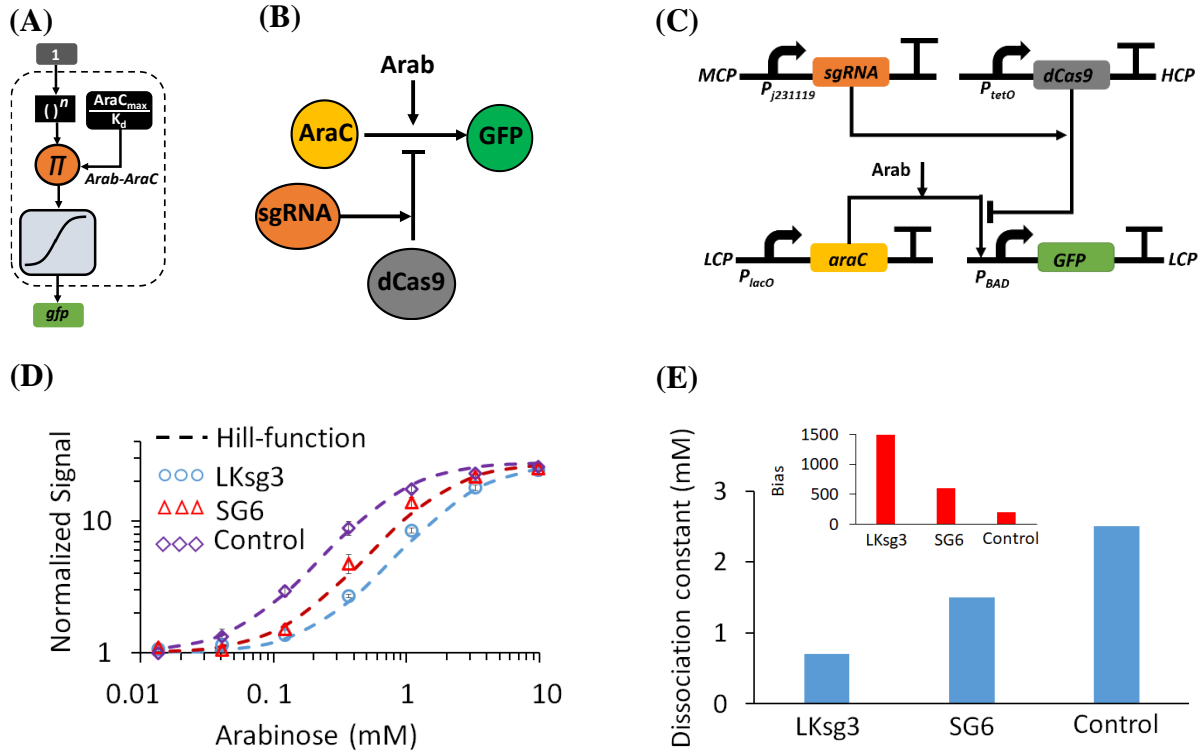 (A)
1
( )n
AraCmax
Kd
Π
Arab-AraC
gfp
(B)
Arab
AraC
GFP
sgRNA
dCas9
(C)
MCP
Pj231119
sgRNA
PtetO
dCas9
HCP
Arab
LCP
PlacO
araC
PBAD
GFP
LCP
(D)
Normalized Signal
Hill-function
LKsg3
SG6
Control
10
1
0.01
0.1
1
10
Arabinose (mM)
(E)
Dissociation constant (mM)
3
2
1
0
LKsg3
SG6
Control
Bias
1500
1000
500
0
LKsg3
SG6
Control